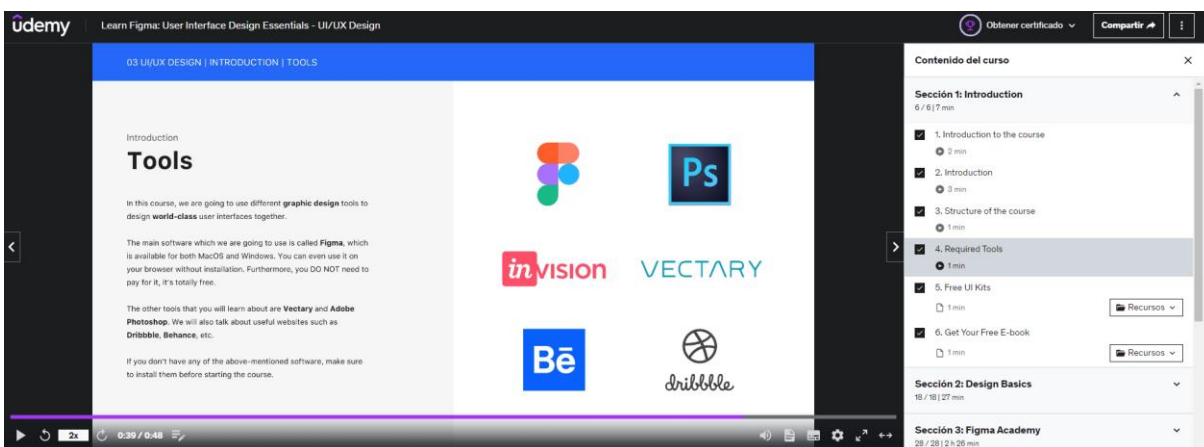 ûdemy
Learn Figma: User Interface Design Essentials - UI/UX Design
Obtener certificado
Compartir
03 UI/UX DESIGN | INTRODUCTION | TOOLS
Introduction
Tools
In this course, we are going to use different graphic design tools to
design world-class user interfaces together.
The main software which we are going to use is called Figma, which
is available for both MacOS and Windows. You can even use it on
your browser without installation. Furthermore, you DO NOT need to
pay for it, it's totally free.
The other tools that you will learn about are Vectary and Adobe
Photoshop. We will also talk about useful websites such as
Dribbble, Behance, etc.
If you don't have any of the above-mentioned software, make sure
to install them before starting the course.
Ps
invision
VECTARY
Bē
dribbble
2x
0:39 / 0:48
Contenido del curso
Sección 1: Introduction
6 / 6 | 7 min
1. Introduction to the course
2 min
2. Introduction
3 min
3. Structure of the course
1 min
4. Required Tools
1 min
5. Free UI Kits
1 min
Recursos
6. Get Your Free E-book
1 min
Recursos
Sección 2: Design Basics
18 / 18 | 27 min
Sección 3: Figma Academy
28 / 28 | 2 h 26 min